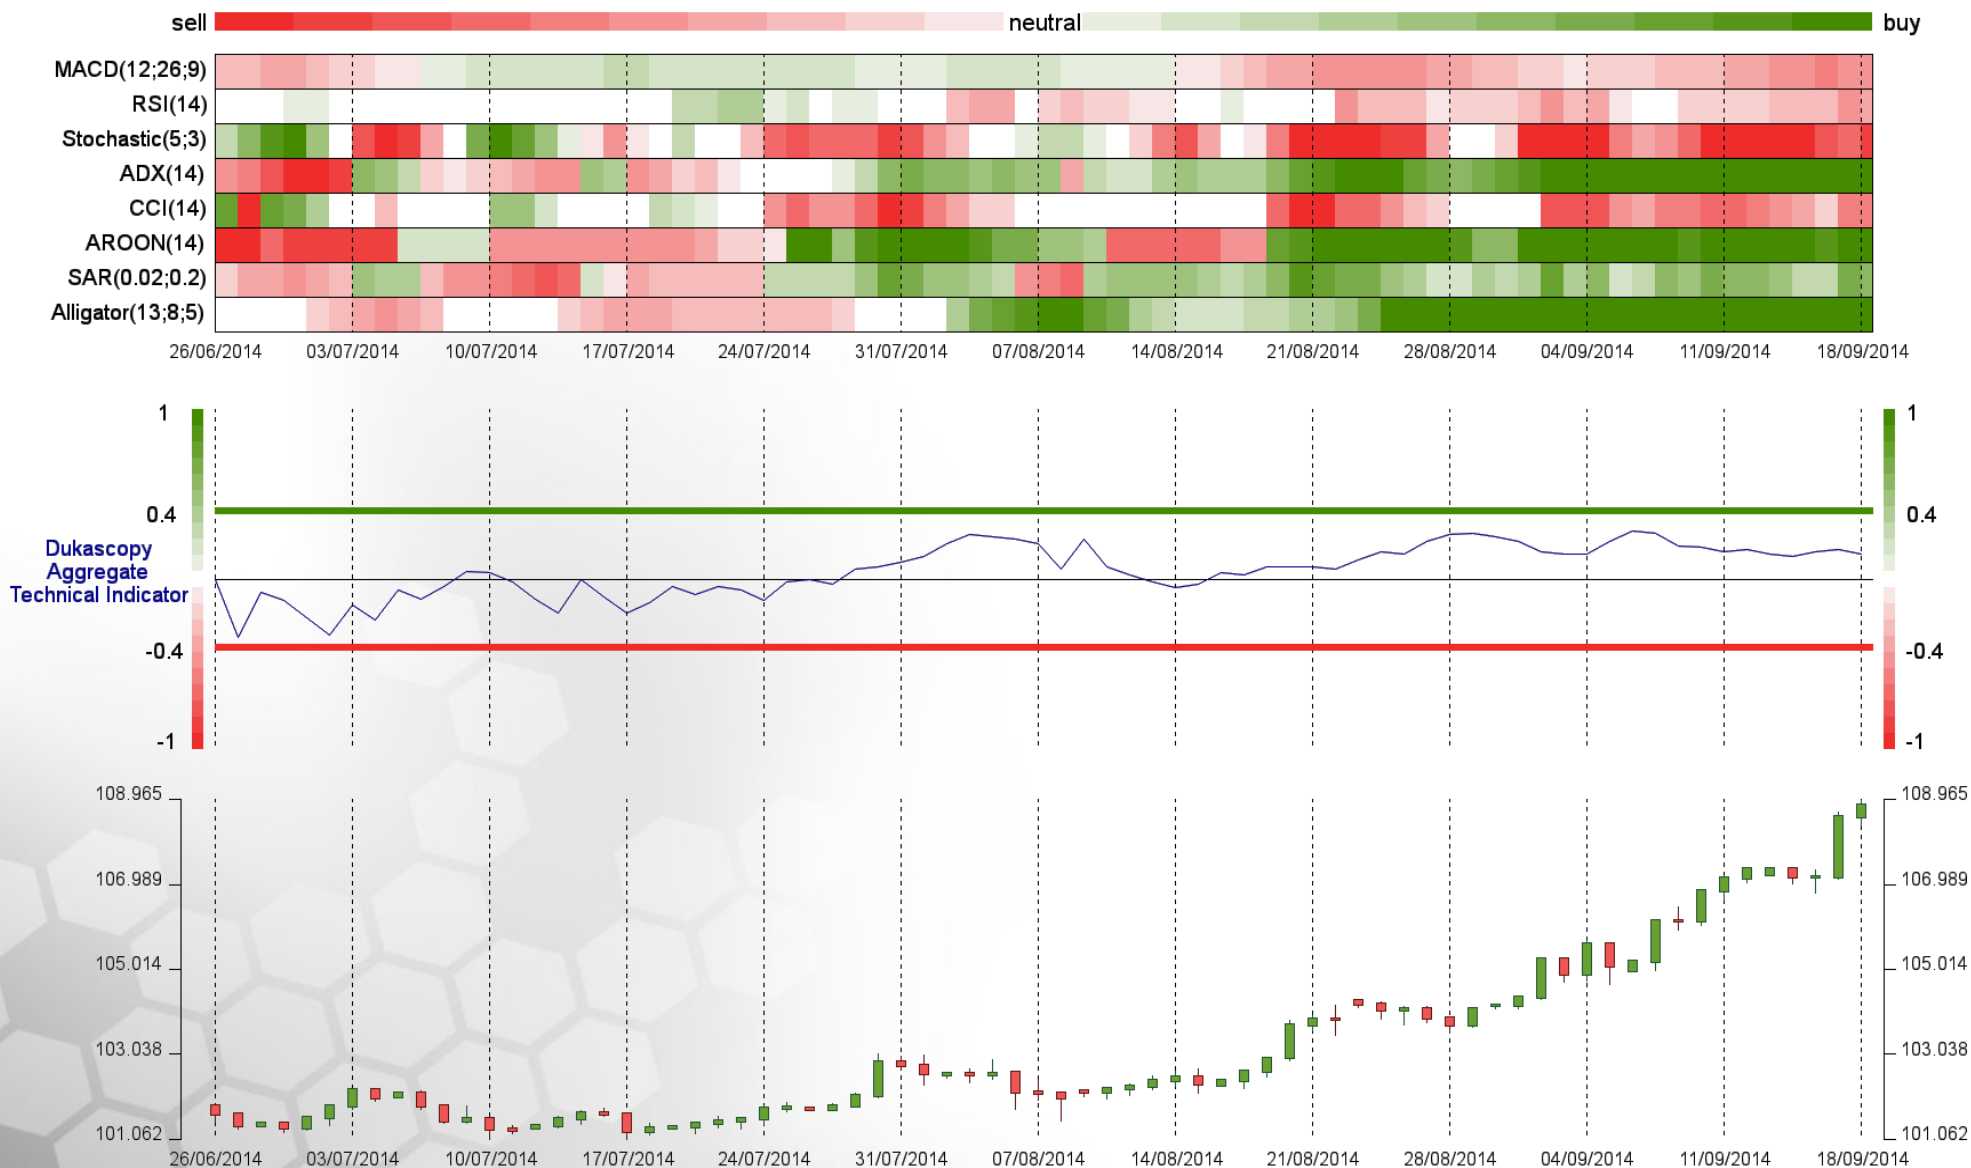 sell neutral buy
MACD(12;26;9)
RSI(14)
Stochastic(5;3)
ADX(14)
CCI(14)
AROON(14)
SAR(0.02;0.2)
Alligator(13;8;5)
26/06/2014 03/07/2014 10/07/2014 17/07/2014 24/07/2014 31/07/2014 07/08/2014 14/08/2014 21/08/2014 28/08/2014 04/09/2014 11/09/2014 18/09/2014
1 1
0.4 0.4
Dukascopy
Aggregate
Technical Indicator
-0.4 -0.4
-1 -1
108.965 108.965
106.989 106.989
105.014 105.014
103.038 103.038
101.062 101.062
26/06/2014 03/07/2014 10/07/2014 17/07/2014 24/07/2014 31/07/2014 07/08/2014 14/08/2014 21/08/2014 28/08/2014 04/09/2014 11/09/2014 18/09/2014